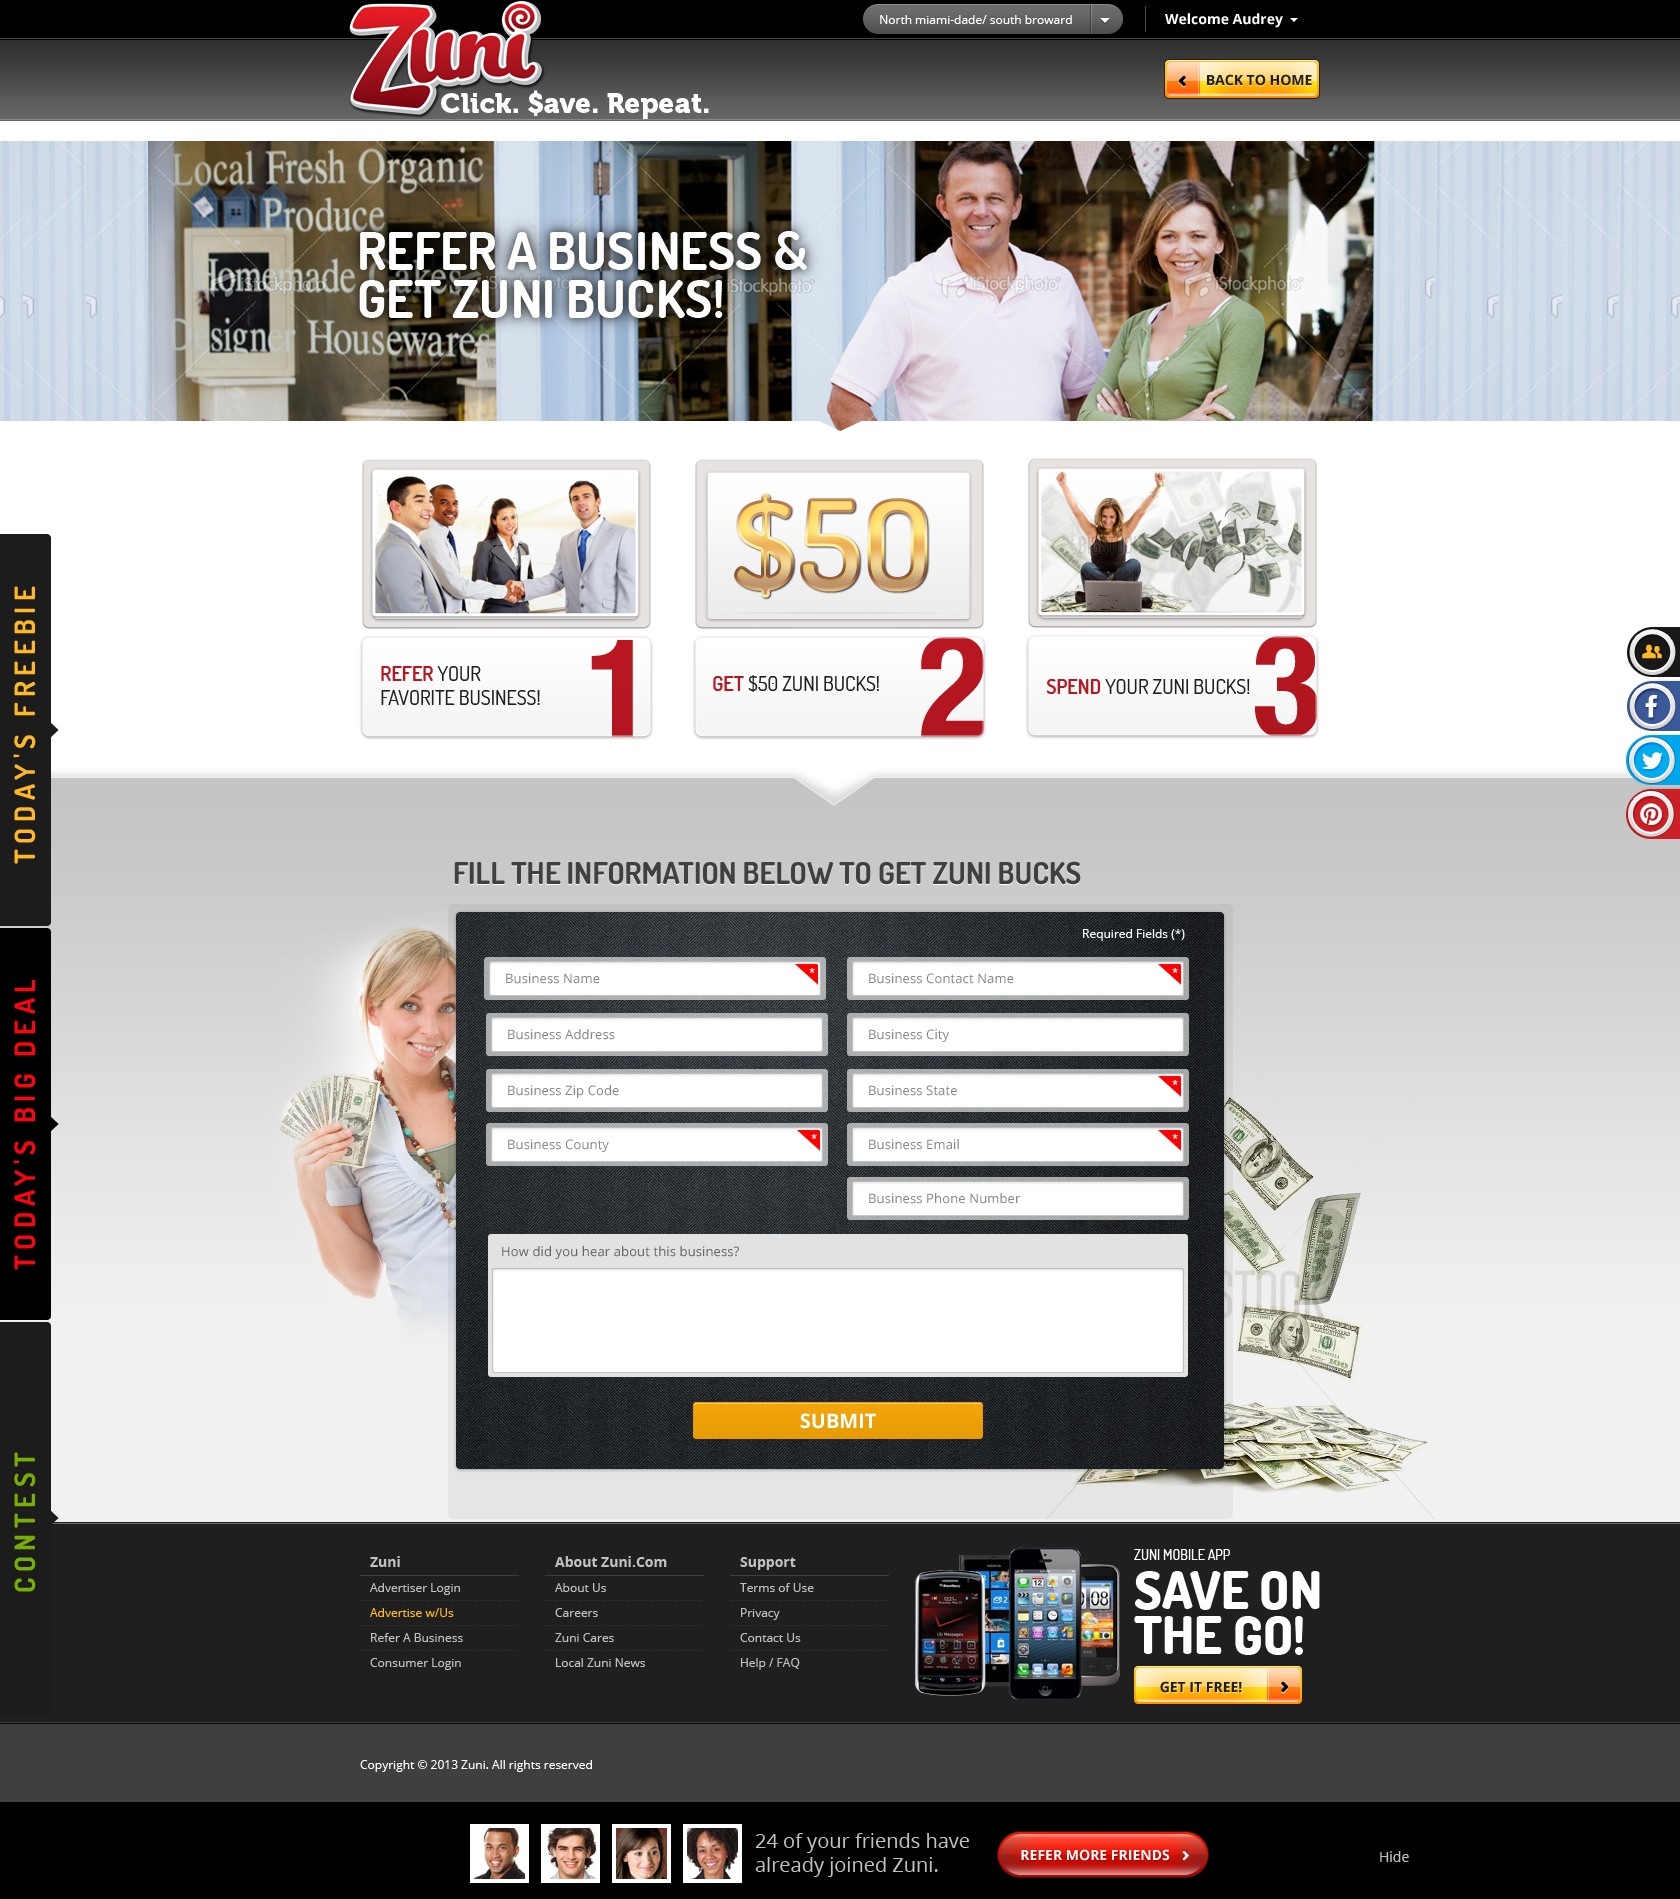 Zuni
Click. $ave. Repeat.
North miami-dade/ south broward
Welcome Audrey
BACK TO HOME
Local Fresh Organic
Produce
Homemade Cakes
Designer Housewares
REFER A BUSINESS &
GET ZUNI BUCKS!
iStockphoto
iStockphoto
iStockphoto
iStockphoto
$50
REFER YOUR
FAVORITE BUSINESS!
1
GET $50 ZUNI BUCKS!
2
SPEND YOUR ZUNI BUCKS!
3
TODAY'S FREEBIE
TODAY'S BIG DEAL
CONTEST
FILL THE INFORMATION BELOW TO GET ZUNI BUCKS
Required Fields (*)
Business Name *
Business Contact Name *
Business Address
Business City
Business Zip Code
Business State *
Business County *
Business Email *
Business Phone Number
How did you hear about this business?
SUBMIT
Zuni
Advertiser Login
Advertise w/Us
Refer A Business
Consumer Login
About Zuni.Com
About Us
Careers
Zuni Cares
Local Zuni News
Support
Terms of Use
Privacy
Contact Us
Help / FAQ
ZUNI MOBILE APP
SAVE ON
THE GO!
GET IT FREE!
Copyright © 2013 Zuni. All rights reserved
24 of your friends have
already joined Zuni.
REFER MORE FRIENDS
Hide